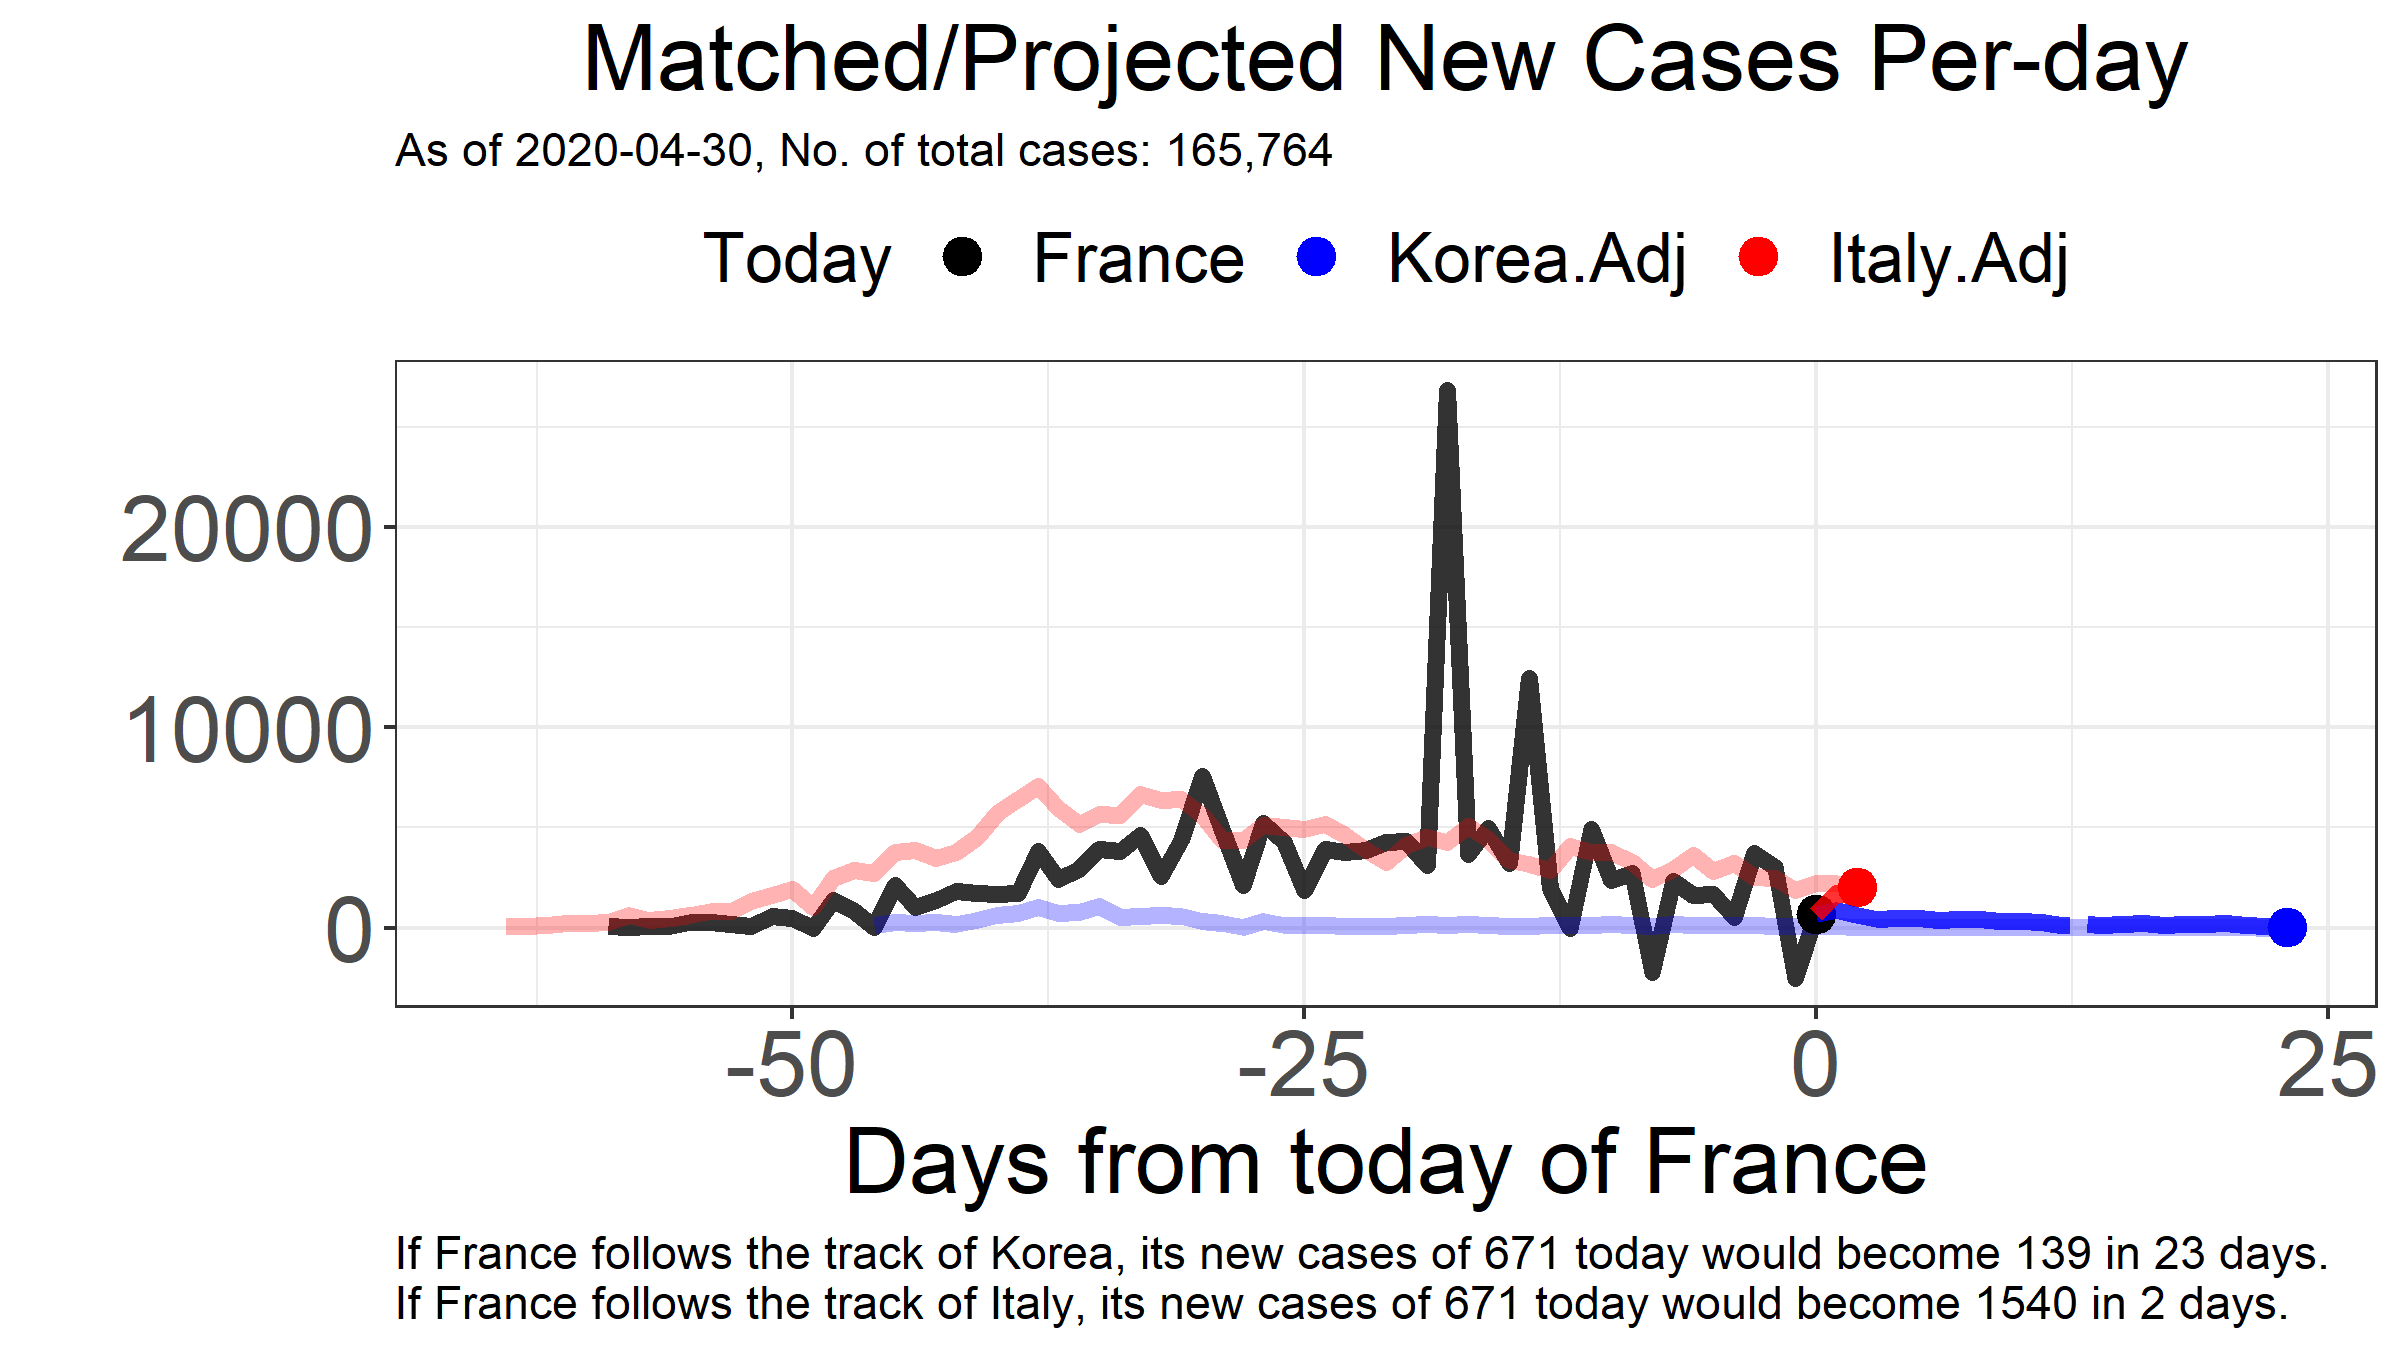 Matched/Projected New Cases Per-day
As of 2020-04-30, No. of total cases: 165,764
Today France Korea.Adj Italy.Adj
20000
10000
0
-50 -25 0 25
Days from today of France
If France follows the track of Korea, its new cases of 671 today would become 139 in 23 days.
If France follows the track of Italy, its new cases of 671 today would become 1540 in 2 days.